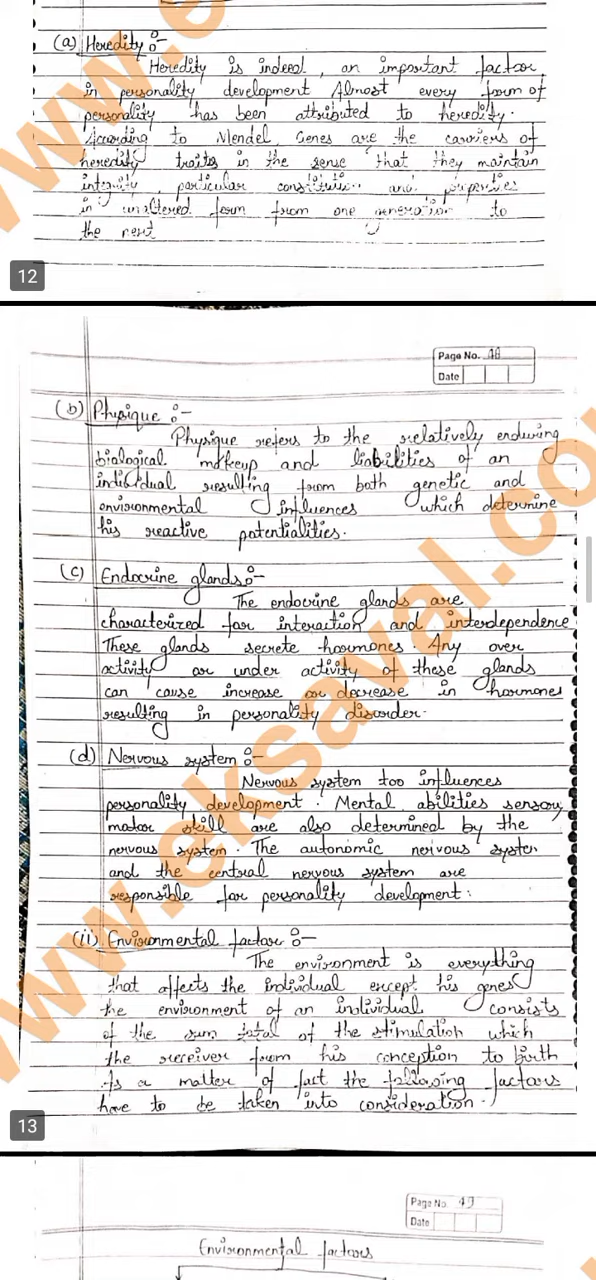 (a) Heredity :-
Heredity is indeed, an important factor
in personality development Almost every form of
personality has been attributed to heredity.
According to Mendel, Genes are the carriers of
heredity traits in the sense that they maintain
integrity, particular constitution and properties
in unaltered form from one generation to
the next
12
Page No. 48
Date
(b) Physique :-
Physique refers to the relatively enduring
biological makeup and liabilities of an
individual resulting from both genetic and
environmental influences which determine
his reactive potentialities.
(c) Endocrine glands :-
The endocrine glands are
characterized for interaction and interdependence
These glands secrete hormones. Any over
activity or under activity of these glands
can cause increase or decrease in hormones
resulting in personality disorder.
(d) Nervous system :-
Nervous system too influences
personality development. Mental abilities sensory
motor skill are also determined by the
nervous system. The autonomic nervous system
and the central nervous system are
responsible for personality development.
(ii) Environmental factor :-
The environment is everything
that affects the individual except his genes
the environment of an individual consists
of the sum total of the stimulation which
the receiver from his conception to birth
As a matter of fact the following factors
have to be taken into consideration.
13
Page No. 49
Date
Environmental factors
www.cksaval.com